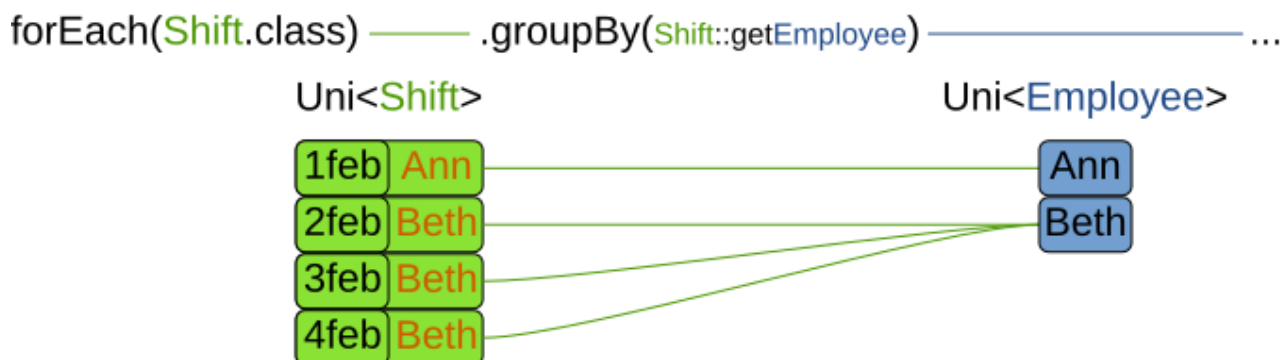 forEach(Shift.class) .groupBy(Shift::getEmployee) ...
Uni<Shift> Uni<Employee>
1feb Ann Ann
2feb Beth Beth
3feb Beth
4feb Beth